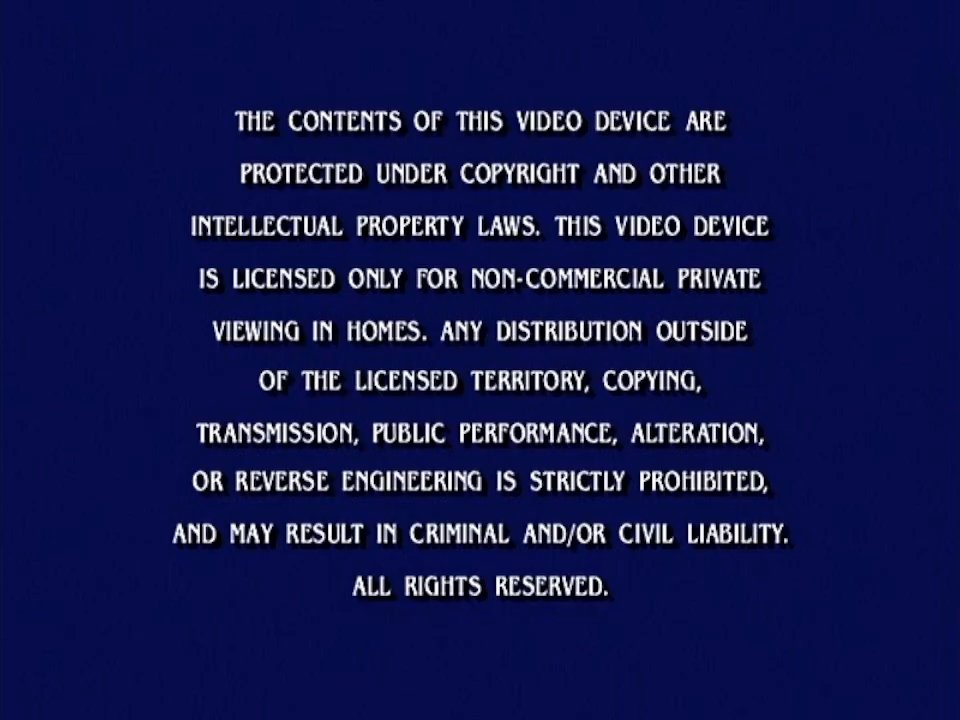 THE CONTENTS OF THIS VIDEO DEVICE ARE
PROTECTED UNDER COPYRIGHT AND OTHER
INTELLECTUAL PROPERTY LAWS. THIS VIDEO DEVICE
IS LICENSED ONLY FOR NON-COMMERCIAL PRIVATE
VIEWING IN HOMES. ANY DISTRIBUTION OUTSIDE
OF THE LICENSED TERRITORY, COPYING,
TRANSMISSION, PUBLIC PERFORMANCE, ALTERATION,
OR REVERSE ENGINEERING IS STRICTLY PROHIBITED,
AND MAY RESULT IN CRIMINAL AND/OR CIVIL LIABILITY.
ALL RIGHTS RESERVED.